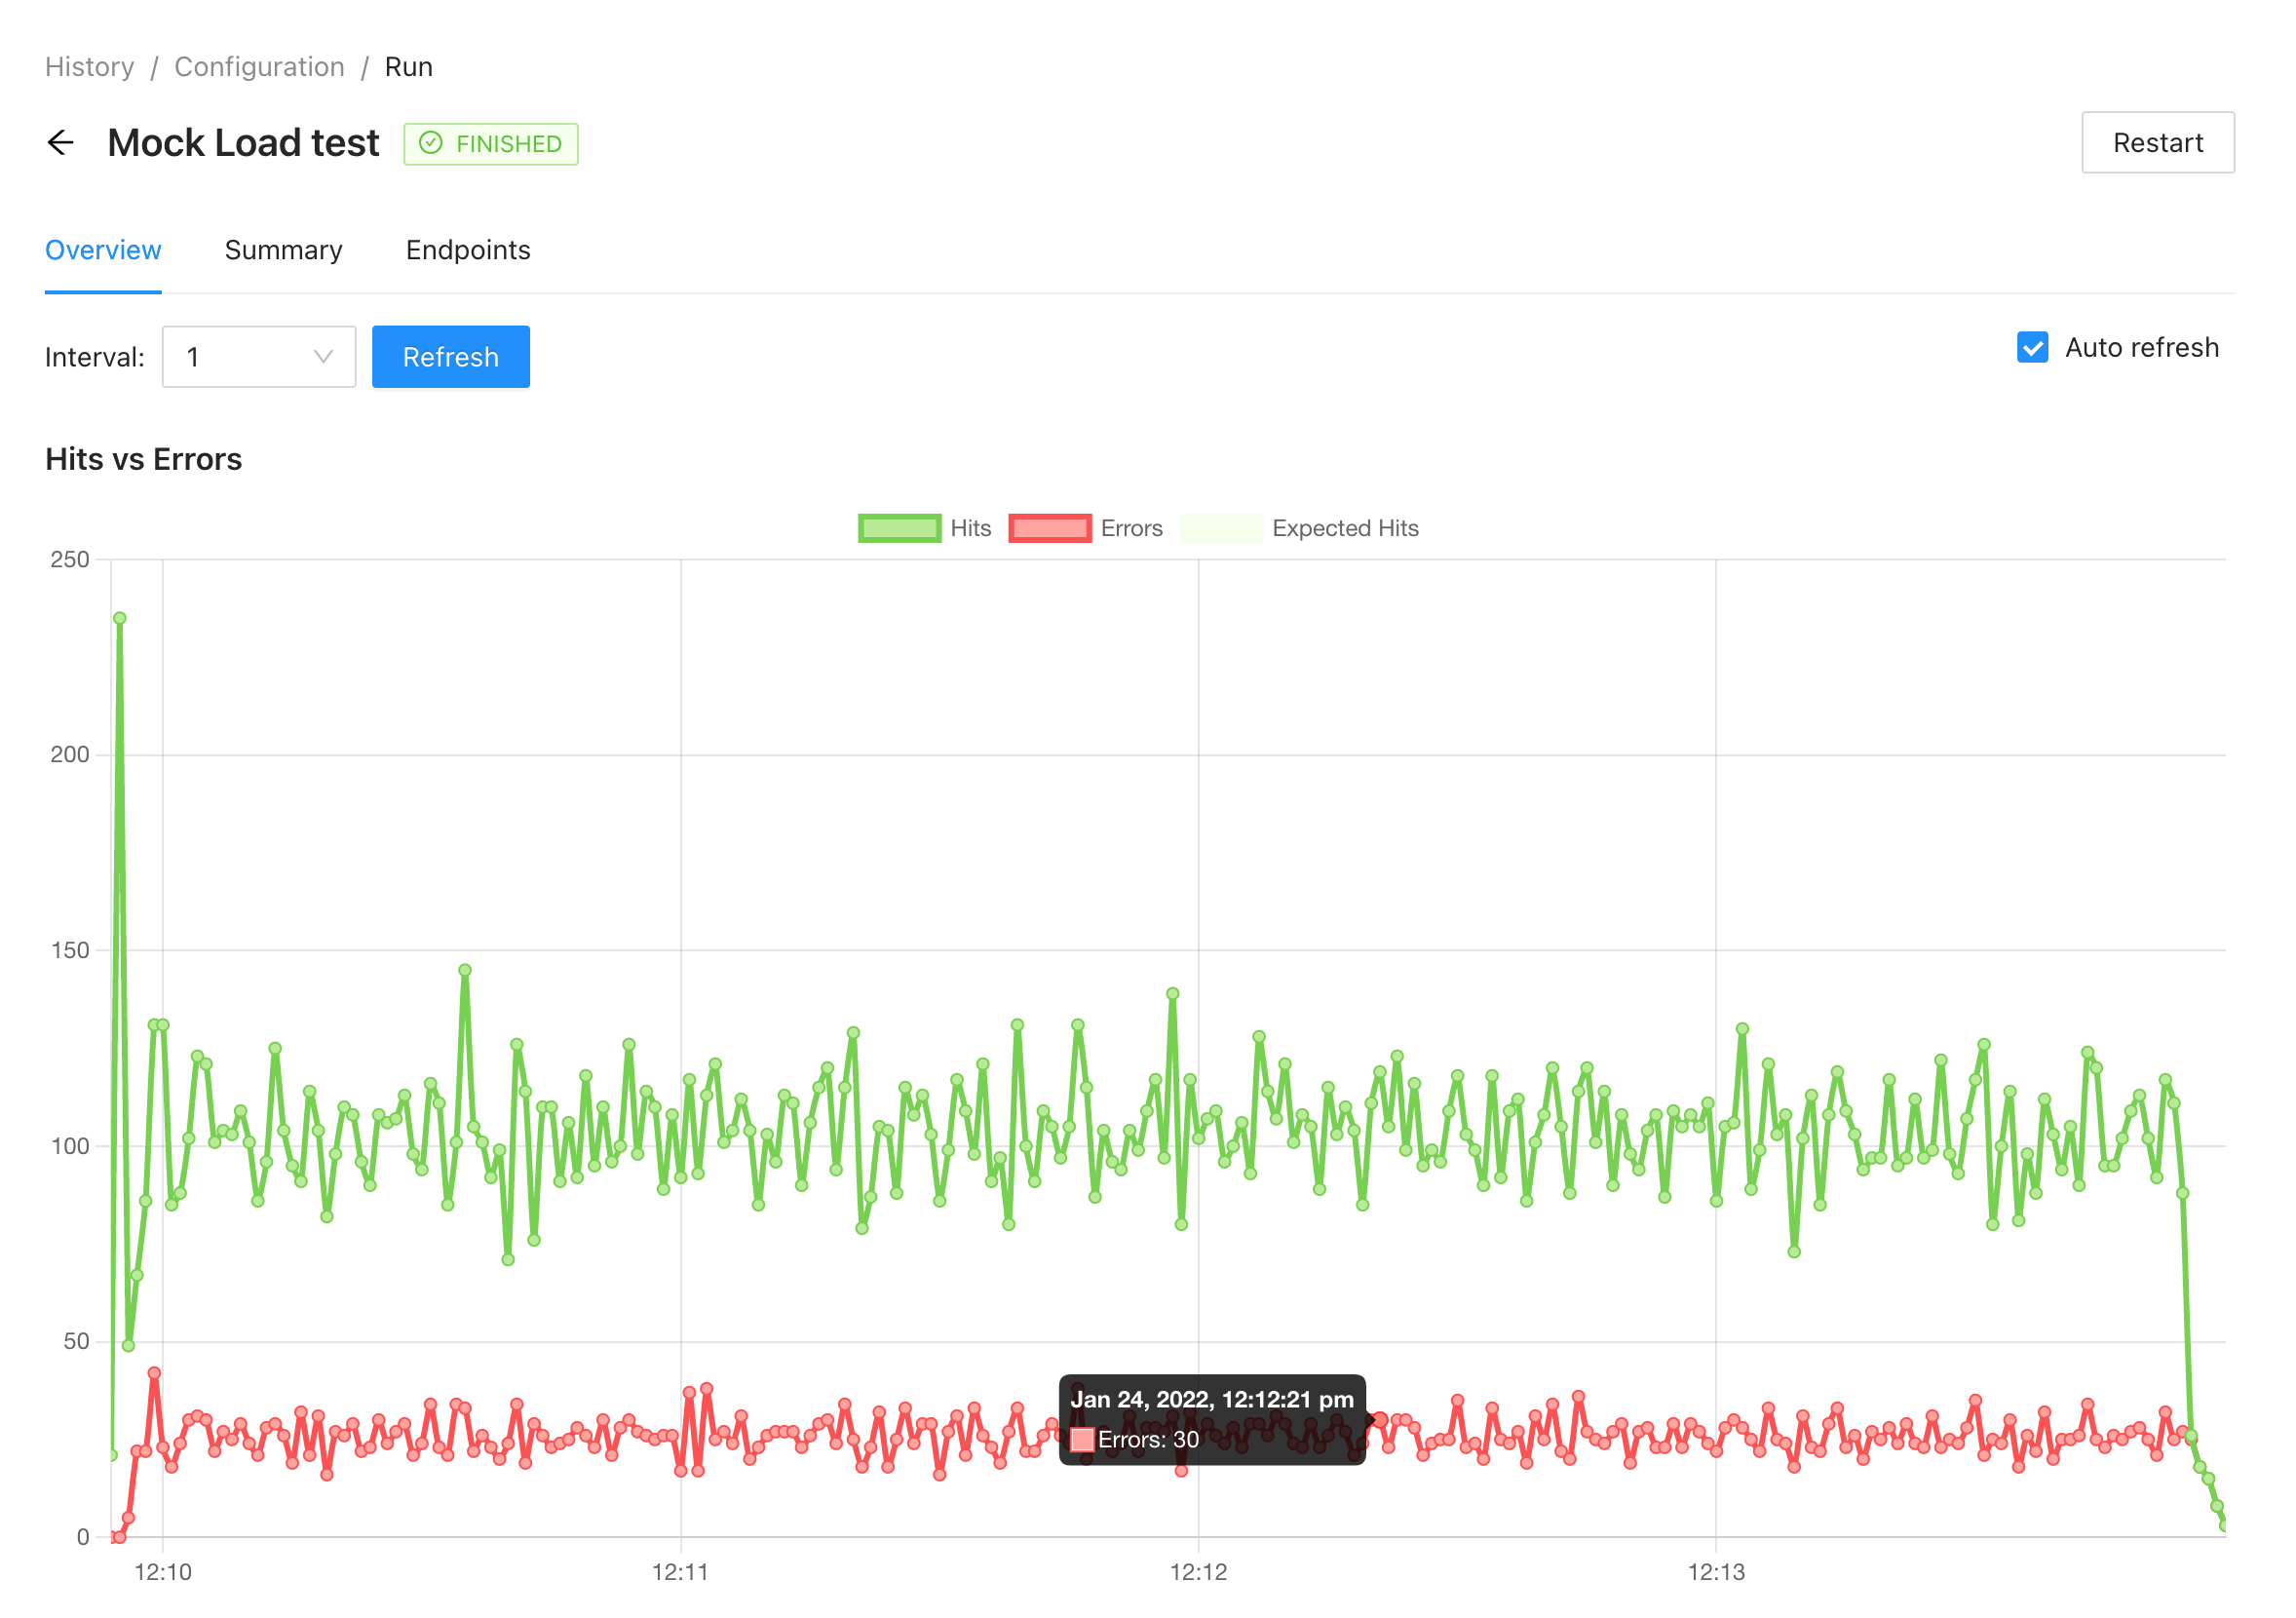 History / Configuration / Run
Mock Load test FINISHED Restart
Overview Summary Endpoints
Interval: 1 Refresh Auto refresh
Hits vs Errors
Hits Errors Expected Hits
250
200
150
100
50
0
Jan 24, 2022, 12:12:21 pm
Errors: 30
12:10 12:11 12:12 12:13